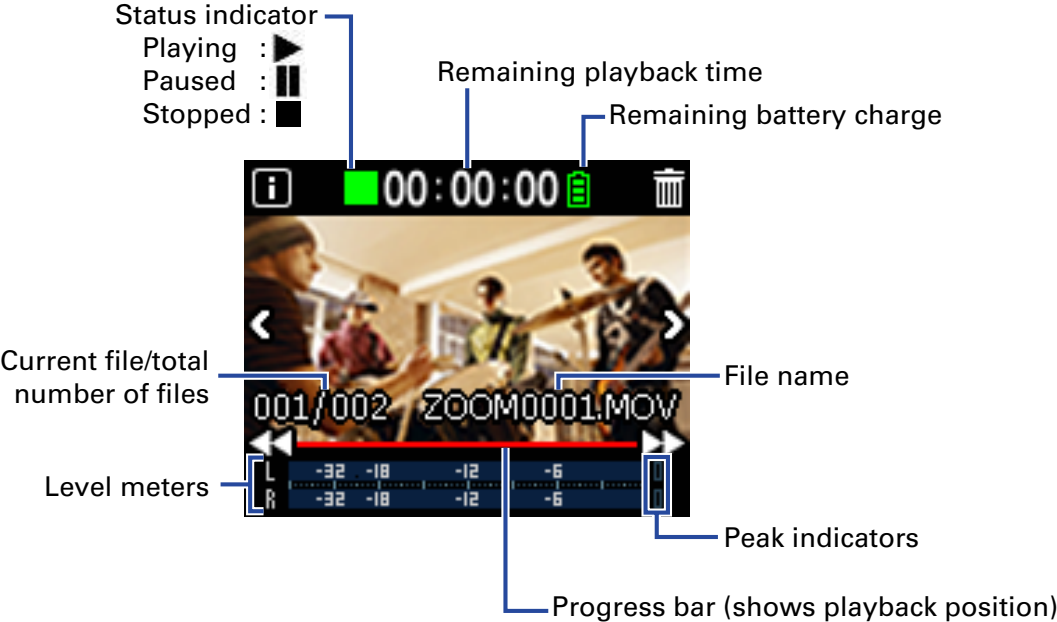 Status indicator
Playing :
Paused :
Stopped :
Remaining playback time
Remaining battery charge
i 00:00:00
Current file/total
number of files
File name
001/002 ZOOM0001.MOV
Level meters
L -32 -18 -12 -6 0
R -32 -18 -12 -6 0
Peak indicators
Progress bar (shows playback position)